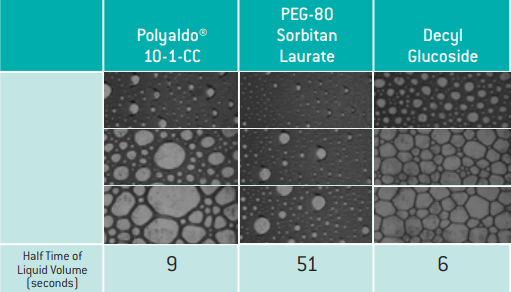 Polyaldo®
10-1-CC
PEG-80
Sorbitan
Laurate
Decyl
Glucoside
Half Time of
Liquid Volume
(seconds)
9
51
6